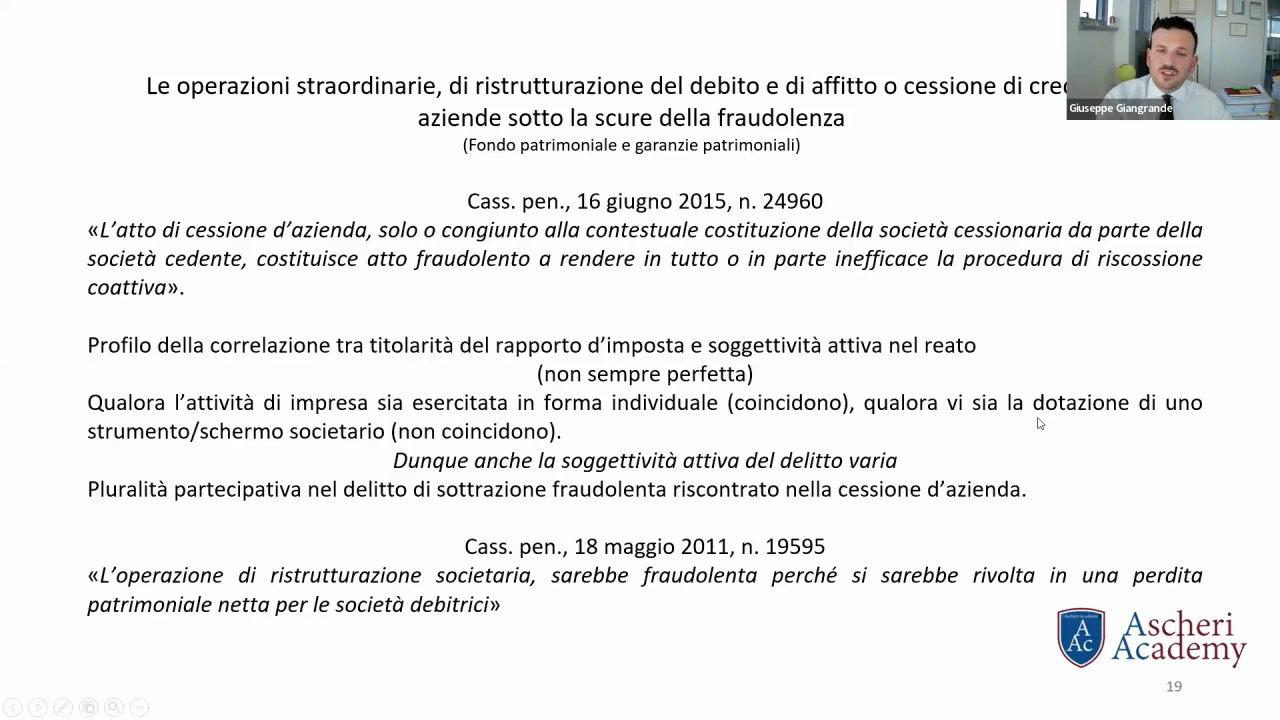 Le operazioni straordinarie, di ristrutturazione del debito e di affitto o cessione di
aziende sotto la scure della fraudolenza
(Fondo patrimoniale e garanzie patrimoniali)
Giuseppe Giangrande
Cass. pen., 16 giugno 2015, n. 24960
«L’atto di cessione d’azienda, solo o congiunto alla contestuale costituzione della società cessionaria da parte della
società cedente, costituisce atto fraudolento a rendere in tutto o in parte inefficace la procedura di riscossione
coattiva».
Profilo della correlazione tra titolarità del rapporto d’imposta e soggettività attiva nel reato
(non sempre perfetta)
Qualora l’attività di impresa sia esercitata in forma individuale (coincidono), qualora vi sia la dotazione di uno
strumento/schermo societario (non coincidono).
Dunque anche la soggettività attiva del delitto varia
Pluralità partecipativa nel delitto di sottrazione fraudolenta riscontrato nella cessione d’azienda.
Cass. pen., 18 maggio 2011, n. 19595
«L’operazione di ristrutturazione societaria, sarebbe fraudolenta perché si sarebbe rivolta in una perdita
patrimoniale netta per le società debitrici»
A
Ac
Ascheri
Academy
19